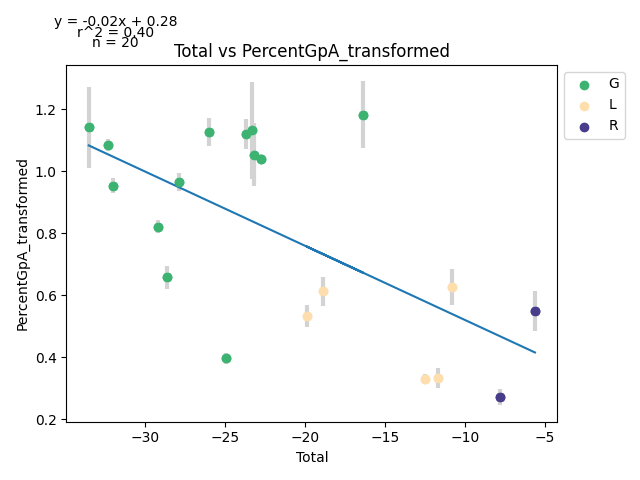 y = -0.02x + 0.28
r^2 = 0.40
n = 20
Total vs PercentGpA_transformed
G
L
R
PercentGpA_transformed
1.2
1.0
0.8
0.6
0.4
0.2
−30
−25
−20
−15
−10
−5
Total